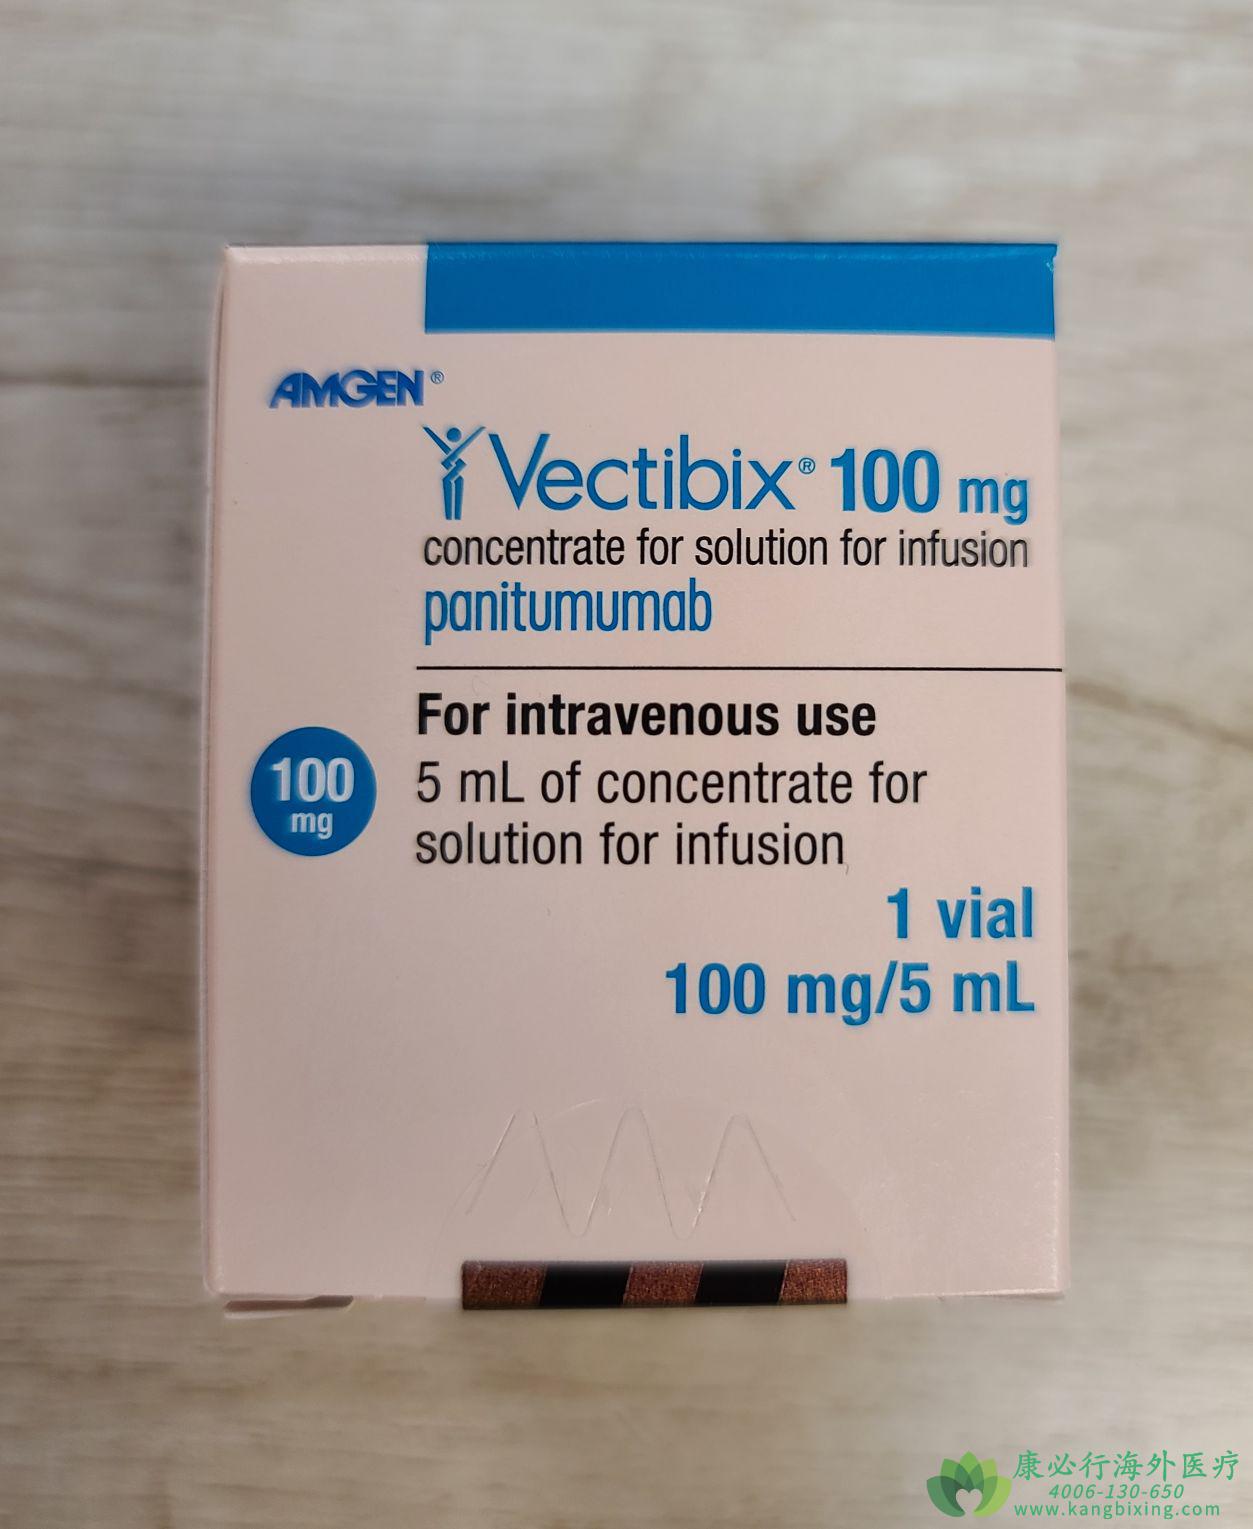 AMGEN®
Vectibix® 100 mg
concentrate for solution for infusion
panitumumab
For intravenous use
100
mg
5 mL of concentrate for
solution for infusion
1 vial
100 mg/5 mL
康必行海外医疗
4006-130-650
www.kangbixing.com